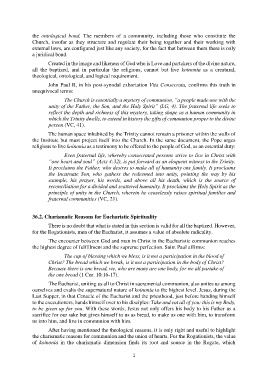 the ontological bond. The members of a community, including those who constitute the
Church, insofar as they structure and regulate their being together and their working with
external laws, are configured just like any society, for the fact that between them there is only
a juridical bond.
Created in the image and likeness of God who is Love and partakers of the divine nature,
all the baptized, and in particular the religious, cannot but live koinonia as a creatural,
theological, ontological, and logical requirement.
John Paul II, in his post-synodal exhortation Vita Consecrata, confirms this truth in
unequivocal terms:
The Church is essentially a mystery of communion, "a people made one with the
unity of the Father, the Son, and the Holy Spirit" (LG, 4). The fraternal life seeks to
reflect the depth and richness of this mystery, taking shape as a human community in
which the Trinity dwells, to extend in history the gifts of communion proper to the divine
person (VC, 41).
The human space inhabited by the Trinity cannot remain a prisoner within the walls of
the Institute but must project itself into the Church. In the same document, the Pope urges
religious to live koinonia as a testimony to be offered to the people of God, as an essential duty:
Even fraternal life, whereby consecrated persons strive to live in Christ with
"one heart and soul" (Acts 4:32), is put forward as an eloquent witness to the Trinity.
It proclaims the Father, who desires to make all of humanity one family. It proclaims
the Incarnate Son, who gathers the redeemed into unity, pointing the way by his
example, his prayer, his words, and above all his death, which is the source of
reconciliation for a divided and scattered humanity. It proclaims the Holy Spirit as the
principle of unity in the Church, wherein he ceaselessly raises spiritual families and
fraternal communities (VC, 21).
36.2. Charismatic Reasons for Eucharistic Spirituality
There is no doubt that what is stated in this section is valid for all the baptized. However,
for the Rogationists, men of the Eucharist, it assumes a value of absolute radicality.
The encounter between God and man in Christ in the Eucharistic communion reaches
the highest degree of fulfillment and the supreme perfection. Saint Paul affirms:
The cup of blessing which we bless, is it not a participation in the blood of
Christ? The bread which we break, is it not a participation in the body of Christ?
Because there is one bread, we, who are many are one body, for we all partake of
the one bread (1 Cor. 10:16-17).
The Eucharist, uniting us all to Christ in sacramental communion, also unites us among
ourselves and exalts the supernatural nature of koinonia to the highest level. Jesus, during the
Last Supper, in that Cenacle of the Eucharist and the priesthood, just before handing himself
to the executioners, hands himself over to his disciples: Take and eat all of you: this is my Body,
to be given up for you. With these words, Jesus not only offers his body to his Father as a
sacrifice for our sake but gives himself to us as bread, to make us one with him, to transform
us into him, and live in communion with him.
After having mentioned the theological reasons, it is only right and useful to highlight
the charismatic reasons for communion and the union of hearts. For the Rogationists, the value
of koinonia in the charismatic dimension finds its root and source in the Rogate, which
2